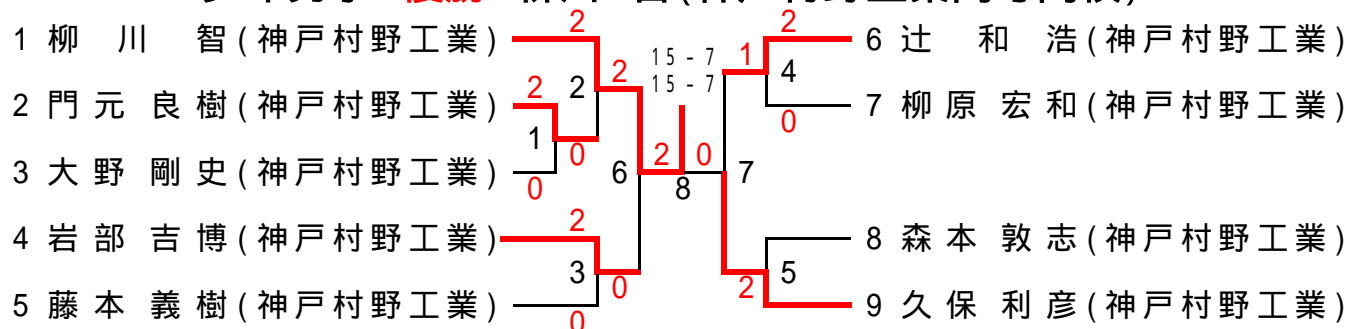 1 柳川 智(神戸村野工業) 2 15-7 1 2 6 辻 和浩(神戸村野工業)
2 2 15-7 4
2 門元良樹(神戸村野工業) 2 0 7 柳原宏和(神戸村野工業)
1 0
3 大野剛史(神戸村野工業) 0 6 2 8 0 7
4 岩部吉博(神戸村野工業) 2 8 森本敦志(神戸村野工業)
3 0 2 5
5 藤本義樹(神戸村野工業) 0 9 久保利彦(神戸村野工業)